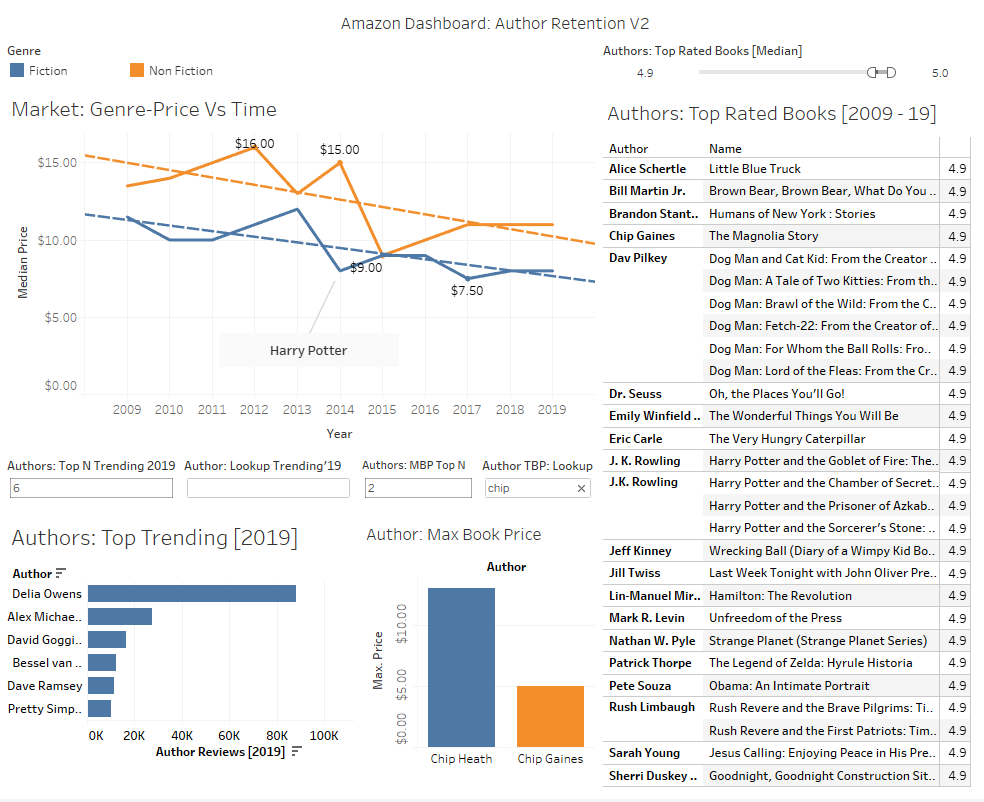 Amazon Dashboard: Author Retention V2
Genre
Fiction
Non Fiction
Authors: Top Rated Books [Median]
4.9
5.0
Market: Genre-Price Vs Time
$15.00
$10.00
$5.00
$0.00
Median Price
$16.00
$15.00
$9.00
$7.50
Harry Potter
2009 2010 2011 2012 2013 2014 2015 2016 2017 2018 2019
Year
Authors: Top N Trending 2019
6
Author: Lookup Trending'19
Authors: MBP Top N
2
Author TBP: Lookup
chip ×
Authors: Top Trending [2019]
Author
Delia Owens
Alex Michae..
David Goggi..
Bessel van ..
Dave Ramsey
Pretty Simp..
0K 20K 40K 60K 80K 100K
Author Reviews [2019]
Author: Max Book Price
Author
Max. Price
$10.00
$5.00
$0.00
Chip Heath Chip Gaines
Authors: Top Rated Books [2009 - 19]
Author Name
Alice Schertle Little Blue Truck 4.9
Bill Martin Jr. Brown Bear, Brown Bear, What Do You .. 4.9
Brandon Stant.. Humans of New York : Stories 4.9
Chip Gaines The Magnolia Story 4.9
Dav Pilkey Dog Man and Cat Kid: From the Creator .. 4.9
Dog Man: A Tale of Two Kitties: From th.. 4.9
Dog Man: Brawl of the Wild: From the C.. 4.9
Dog Man: Fetch-22: From the Creator of.. 4.9
Dog Man: For Whom the Ball Rolls: Fro.. 4.9
Dog Man: Lord of the Fleas: From the Cr.. 4.9
Dr. Seuss Oh, the Places You'll Go! 4.9
Emily Winfield .. The Wonderful Things You Will Be 4.9
Eric Carle The Very Hungry Caterpillar 4.9
J. K. Rowling Harry Potter and the Goblet of Fire: The.. 4.9
J.K. Rowling Harry Potter and the Chamber of Secret.. 4.9
Harry Potter and the Prisoner of Azkab.. 4.9
Harry Potter and the Sorcerer's Stone: .. 4.9
Jeff Kinney Wrecking Ball (Diary of a Wimpy Kid Bo.. 4.9
Jill Twiss Last Week Tonight with John Oliver Pre.. 4.9
Lin-Manuel Mir.. Hamilton: The Revolution 4.9
Mark R. Levin Unfreedom of the Press 4.9
Nathan W. Pyle Strange Planet (Strange Planet Series) 4.9
Patrick Thorpe The Legend of Zelda: Hyrule Historia 4.9
Pete Souza Obama: An Intimate Portrait 4.9
Rush Limbaugh Rush Revere and the Brave Pilgrims: Ti.. 4.9
Rush Revere and the First Patriots: Tim.. 4.9
Sarah Young Jesus Calling: Enjoying Peace in His Pre.. 4.9
Sherri Duskey .. Goodnight, Goodnight Construction Sit.. 4.9